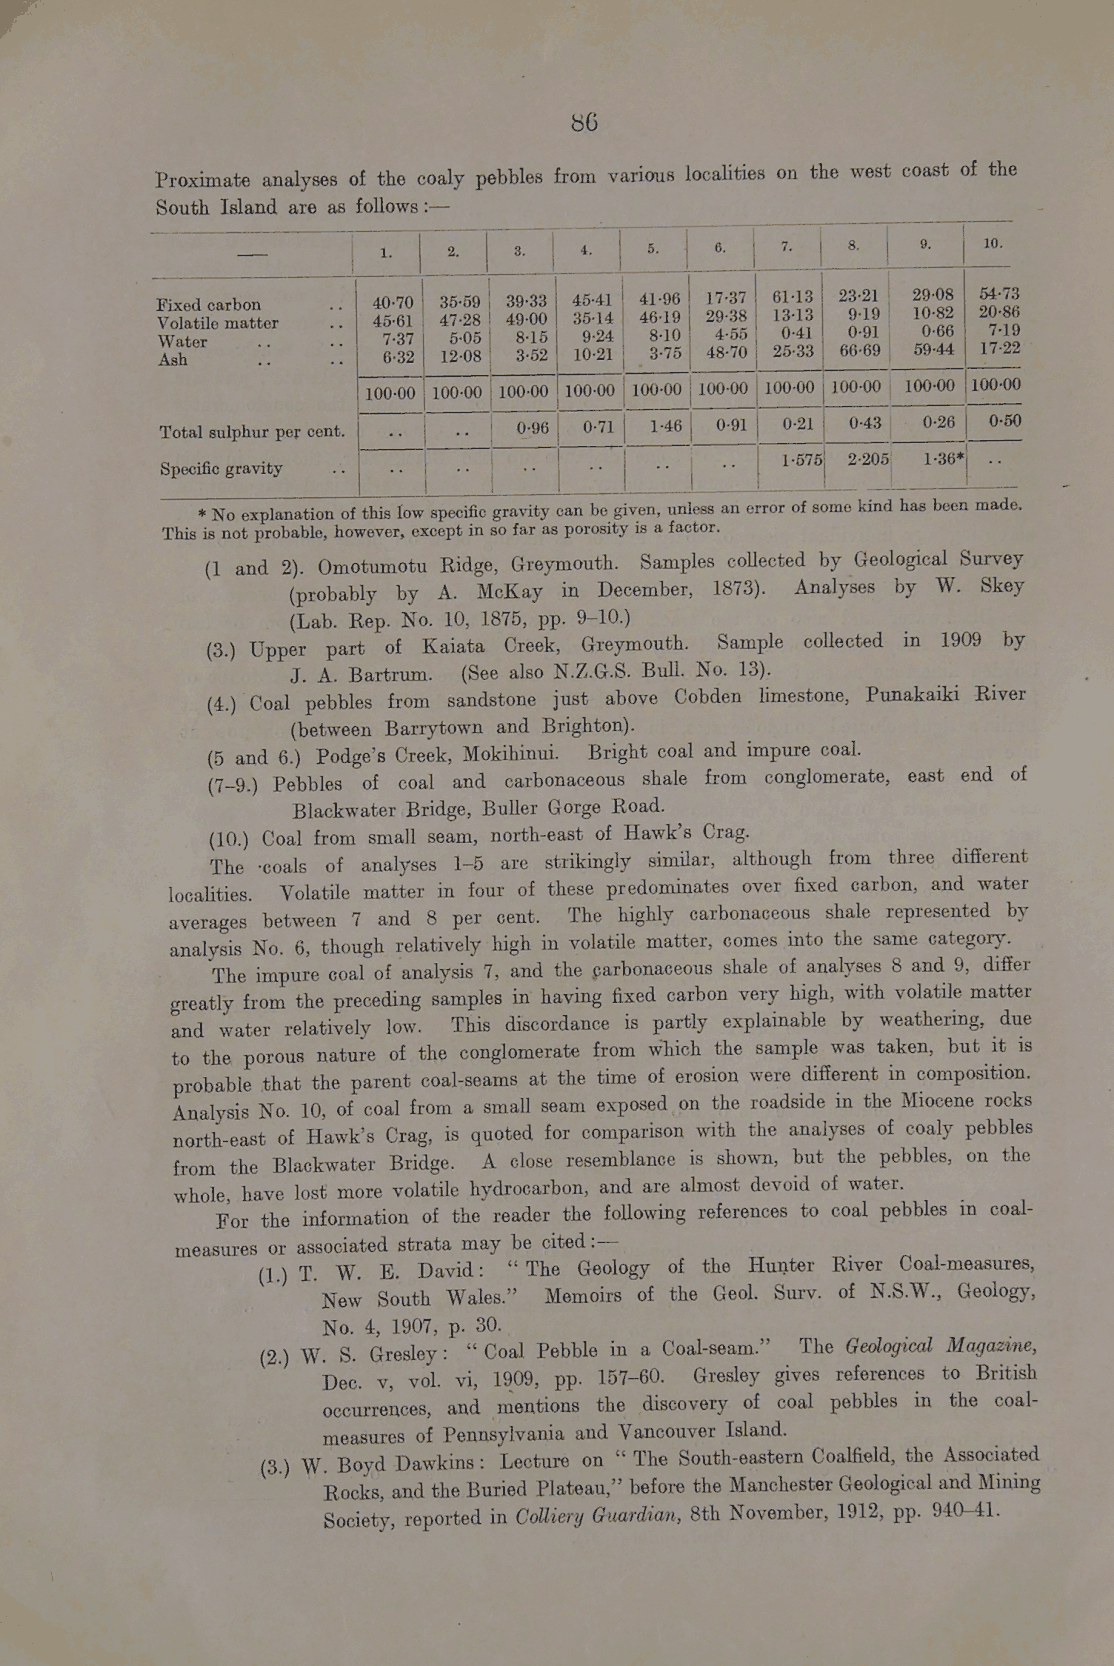 86
Proximate analyses of the coaly pebbles from various localities on the west coast of the
South Island are as follows :—
— 1. 2. 3. 4. 5. 6. 7. 8. 9. 10.
Fixed carbon .. 40·70 35·59 39·33 45·41 41·96 17·37 61·13 23·21 29·08 54·73
Volatile matter .. 45·61 47·28 49·00 35·14 46·19 29·38 13·13 9·19 10·82 20·86
Water .. .. 7·37 5·05 8·15 9·24 8·10 4·55 0·41 0·91 0·66 7·19
Ash .. .. 6·32 12·08 3·52 10·21 3·75 48·70 25·33 66·69 59·44 17·22
100·00 100·00 100·00 100·00 100·00 100·00 100·00 100·00 100·00 100·00
Total sulphur per cent. .. .. 0·96 0·71 1·46 0·91 0·21 0·43 0·26 0·50
Specific gravity .. .. .. .. .. .. .. 1·575 2·205 1·36* ..
* No explanation of this low specific gravity can be given, unless an error of some kind has been made.
This is not probable, however, except in so far as porosity is a factor.
(1 and 2). Omotumotu Ridge, Greymouth. Samples collected by Geological Survey
(probably by A. McKay in December, 1873). Analyses by W. Skey
(Lab. Rep. No. 10, 1875, pp. 9–10.)
(3.) Upper part of Kaiata Creek, Greymouth. Sample collected in 1909 by
J. A. Bartrum. (See also N.Z.G.S. Bull. No. 13).
(4.) Coal pebbles from sandstone just above Cobden limestone, Punakaiki River
(between Barrytown and Brighton).
(5 and 6.) Podge's Creek, Mokihinui. Bright coal and impure coal.
(7–9.) Pebbles of coal and carbonaceous shale from conglomerate, east end of
Blackwater Bridge, Buller Gorge Road.
(10.) Coal from small seam, north-east of Hawk's Crag.
The coals of analyses 1–5 are strikingly similar, although from three different
localities. Volatile matter in four of these predominates over fixed carbon, and water
averages between 7 and 8 per cent. The highly carbonaceous shale represented by
analysis No. 6, though relatively high in volatile matter, comes into the same category.
The impure coal of analysis 7, and the carbonaceous shale of analyses 8 and 9, differ
greatly from the preceding samples in having fixed carbon very high, with volatile matter
and water relatively low. This discordance is partly explainable by weathering, due
to the porous nature of the conglomerate from which the sample was taken, but it is
probable that the parent coal-seams at the time of erosion were different in composition.
Analysis No. 10, of coal from a small seam exposed on the roadside in the Miocene rocks
north-east of Hawk's Crag, is quoted for comparison with the analyses of coaly pebbles
from the Blackwater Bridge. A close resemblance is shown, but the pebbles, on the
whole, have lost more volatile hydrocarbon, and are almost devoid of water.
For the information of the reader the following references to coal pebbles in coal-
measures or associated strata may be cited :—
(1.) T. W. E. David: "The Geology of the Hunter River Coal-measures,
New South Wales." Memoirs of the Geol. Surv. of N.S.W., Geology,
No. 4, 1907, p. 30.
(2.) W. S. Gresley: "Coal Pebble in a Coal-seam." The Geological Magazine,
Dec. v, vol. vi, 1909, pp. 157–60. Gresley gives references to British
occurrences, and mentions the discovery of coal pebbles in the coal-
measures of Pennsylvania and Vancouver Island.
(3.) W. Boyd Dawkins: Lecture on "The South-eastern Coalfield, the Associated
Rocks, and the Buried Plateau," before the Manchester Geological and Mining
Society, reported in Colliery Guardian, 8th November, 1912, pp. 940–41.